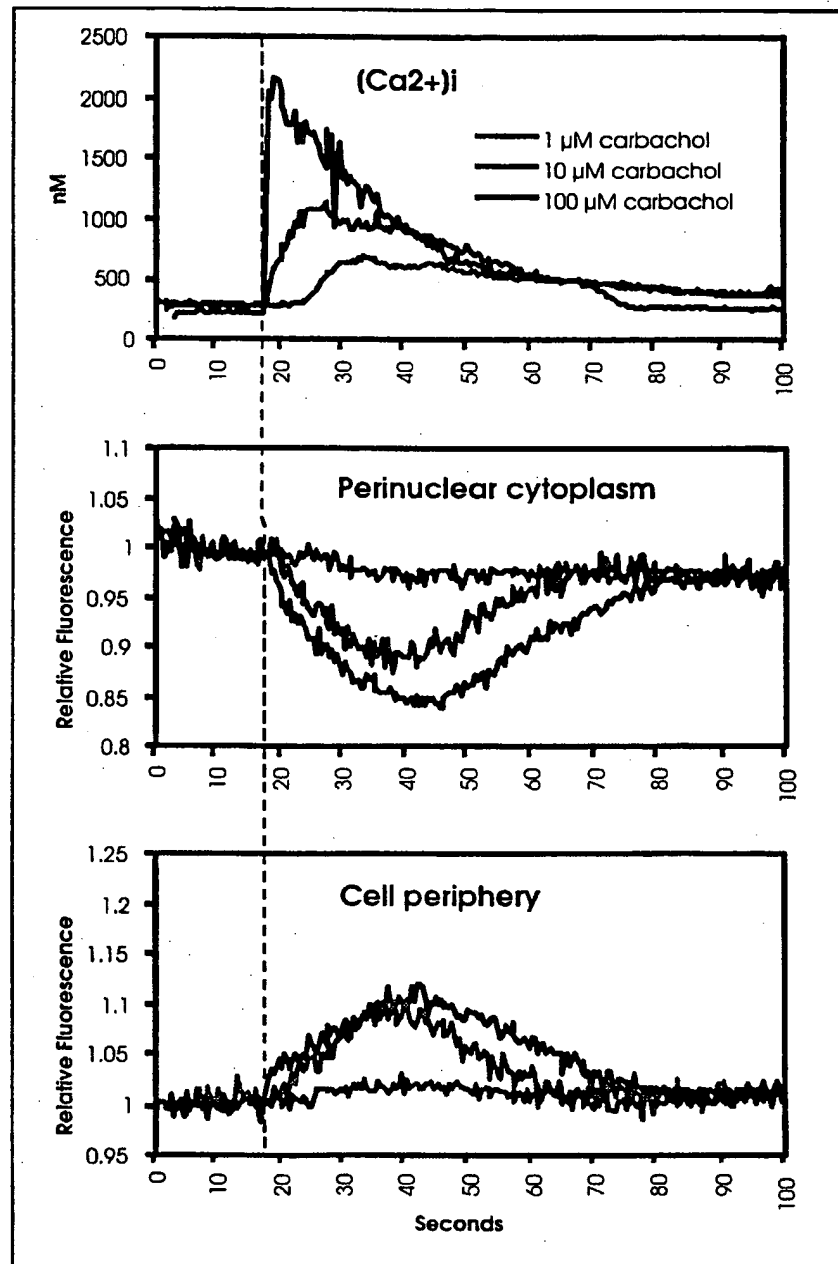 (Ca2+)i
2500
2000
1500
1000
500
0
nM
1 µM carbachol
10 µM carbachol
100 µM carbachol
0 10 20 30 40 50 60 70 80 90 100
Perinuclear cytoplasm
1.1
1.05
1
0.95
0.9
0.85
0.8
Relative Fluorescence
0 10 20 30 40 50 60 70 80 90 100
Cell periphery
1.25
1.2
1.15
1.1
1.05
1
0.95
Relative Fluorescence
0 10 20 30 40 50 60 70 80 90 100
Seconds